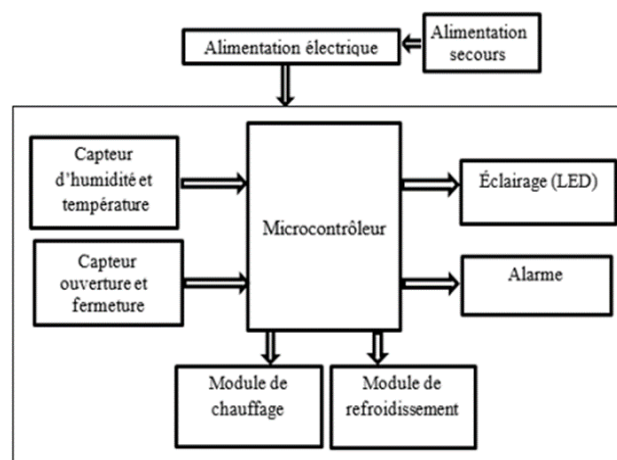 Alimentation électrique
Alimentation
secours
Capteur
d'humidité et
température
Microcontrôleur
Éclairage (LED)
Capteur
ouverture et
fermeture
Alarme
Module de
chauffage
Module de
refroidissement